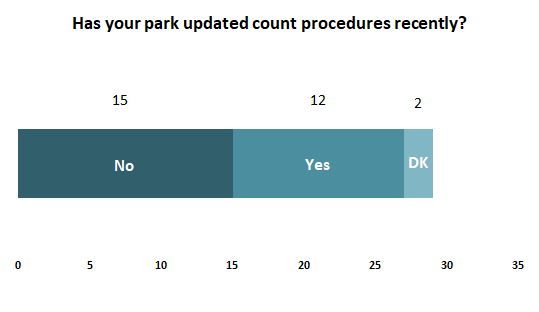 Has your park updated count procedures recently?
15 12 2
No Yes DK
0 5 10 15 20 25 30 35